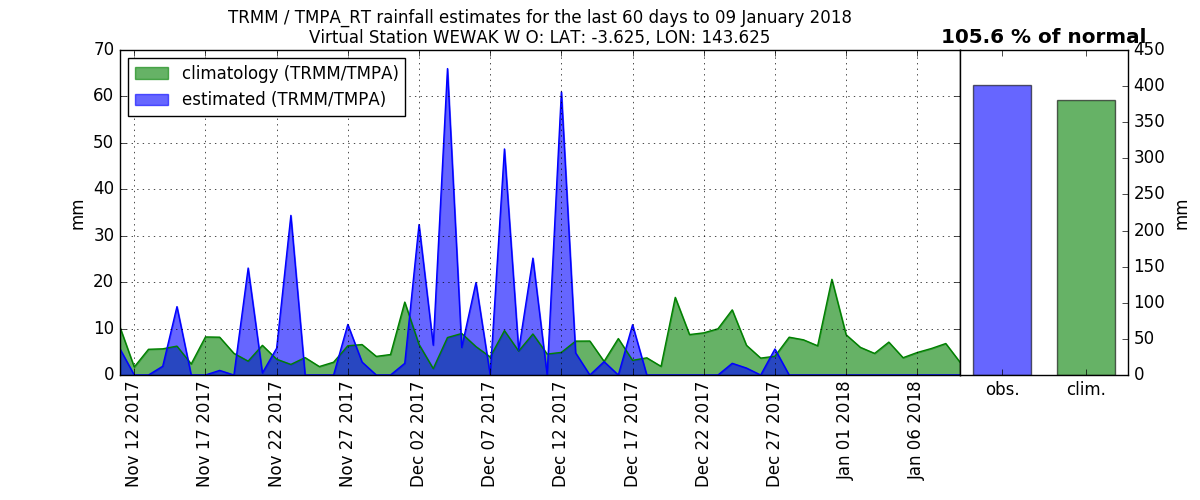 TRMM / TMPA_RT rainfall estimates for the last 60 days to 09 January 2018
Virtual Station WEWAK W O: LAT: -3.625, LON: 143.625
105.6 % of normal
climatology (TRMM/TMPA)
estimated (TRMM/TMPA)
70
60
50
40
30
20
10
0
mm
Nov 12 2017
Nov 17 2017
Nov 22 2017
Nov 27 2017
Dec 02 2017
Dec 07 2017
Dec 12 2017
Dec 17 2017
Dec 22 2017
Dec 27 2017
Jan 01 2018
Jan 06 2018
obs.
clim.
450
400
350
300
250
200
150
100
50
0
mm